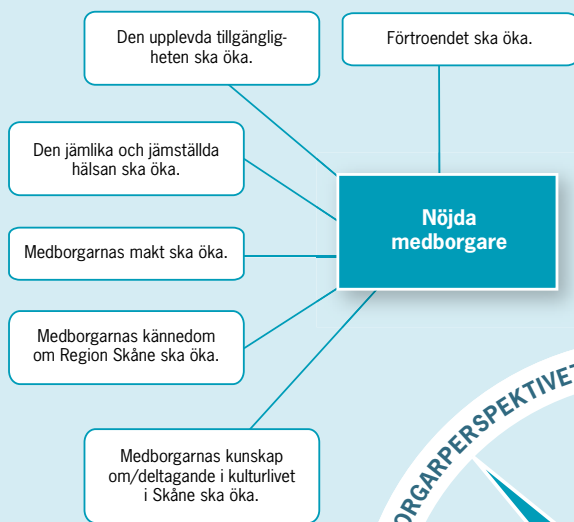 Den upplevda tillgänglig-
heten ska öka.
Förtroendet ska öka.
Den jämlika och jämställda
hälsan ska öka.
Nöjda
medborgare
Medborgarnas makt ska öka.
Medborgarnas kännedom
om Region Skåne ska öka.
Medborgarnas kunskap
om/deltagande i kulturlivet
i Skåne ska öka.
ORGARPERSPEKTIVET